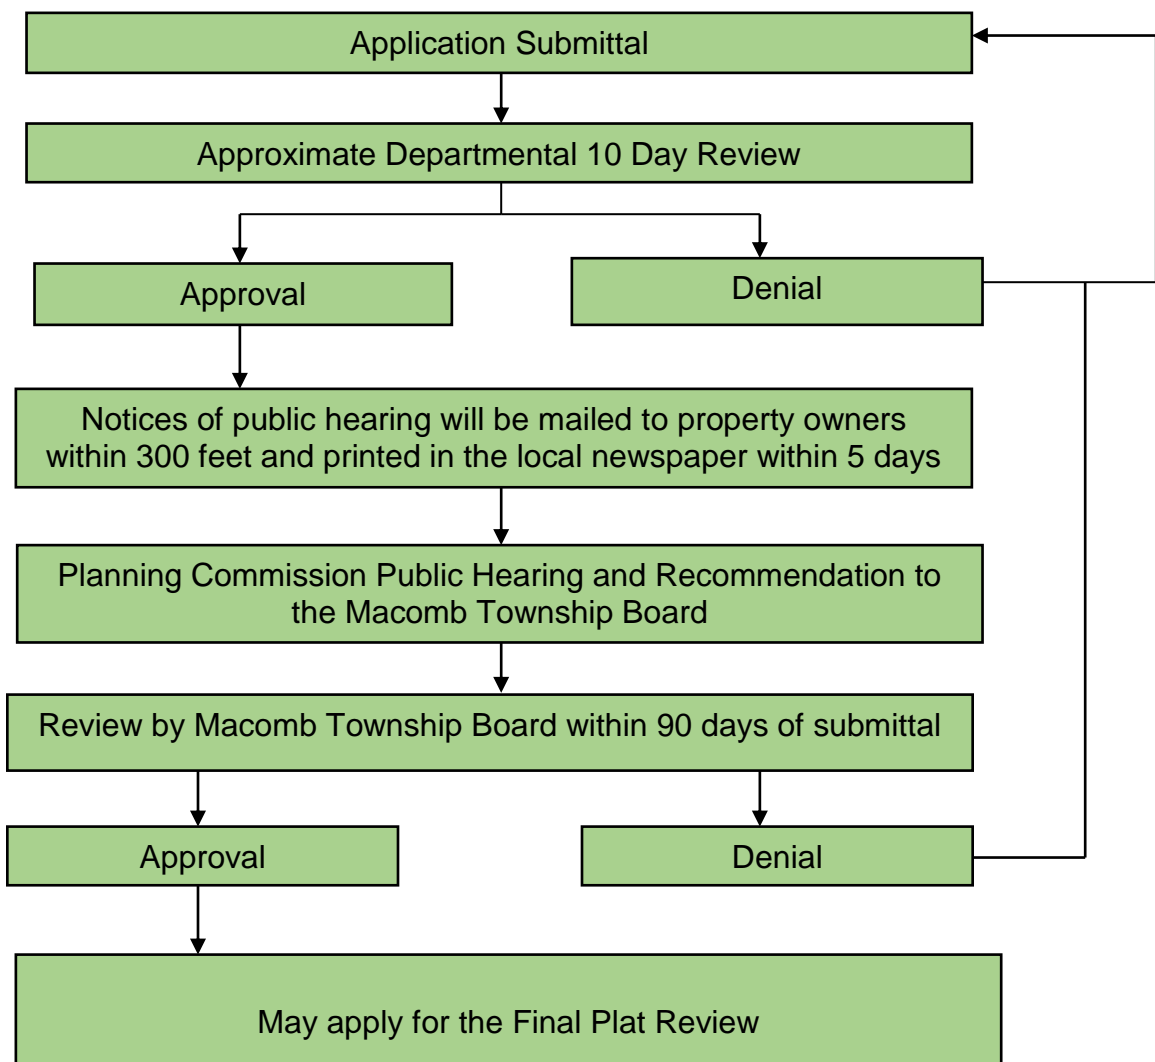 Application Submittal
Approximate Departmental 10 Day Review
Approval
Denial
Notices of public hearing will be mailed to property owners
within 300 feet and printed in the local newspaper within 5 days
Planning Commission Public Hearing and Recommendation to
the Macomb Township Board
Review by Macomb Township Board within 90 days of submittal
Approval
Denial
May apply for the Final Plat Review